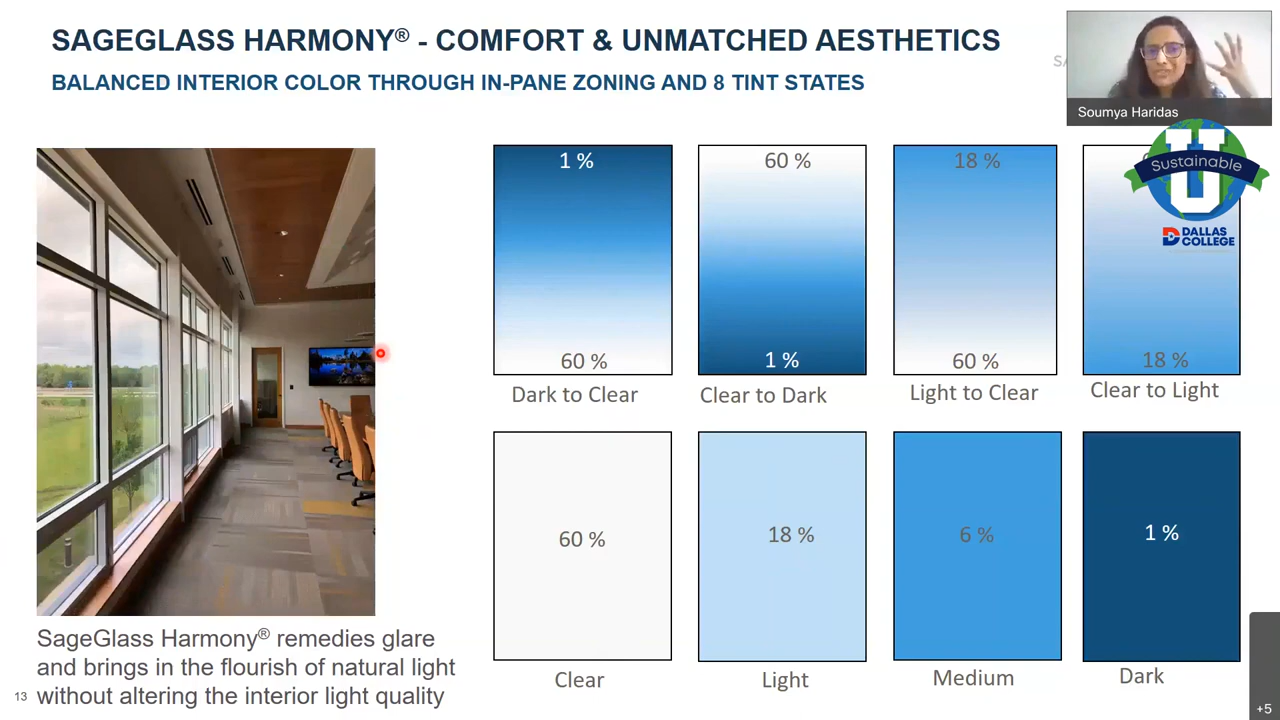 SAGEGLASS HARMONY® - COMFORT & UNMATCHED AESTHETICS
BALANCED INTERIOR COLOR THROUGH IN-PANE ZONING AND 8 TINT STATES
Soumya Haridas
Sustainable
U
DALLAS
COLLEGE
1 %
60 %
18 %
60 %
1 %
60 %
18 %
Dark to Clear
Clear to Dark
Light to Clear
Clear to Light
60 %
18 %
6 %
1 %
Clear
Light
Medium
Dark
SageGlass Harmony® remedies glare
and brings in the flourish of natural light
without altering the interior light quality
13
+5